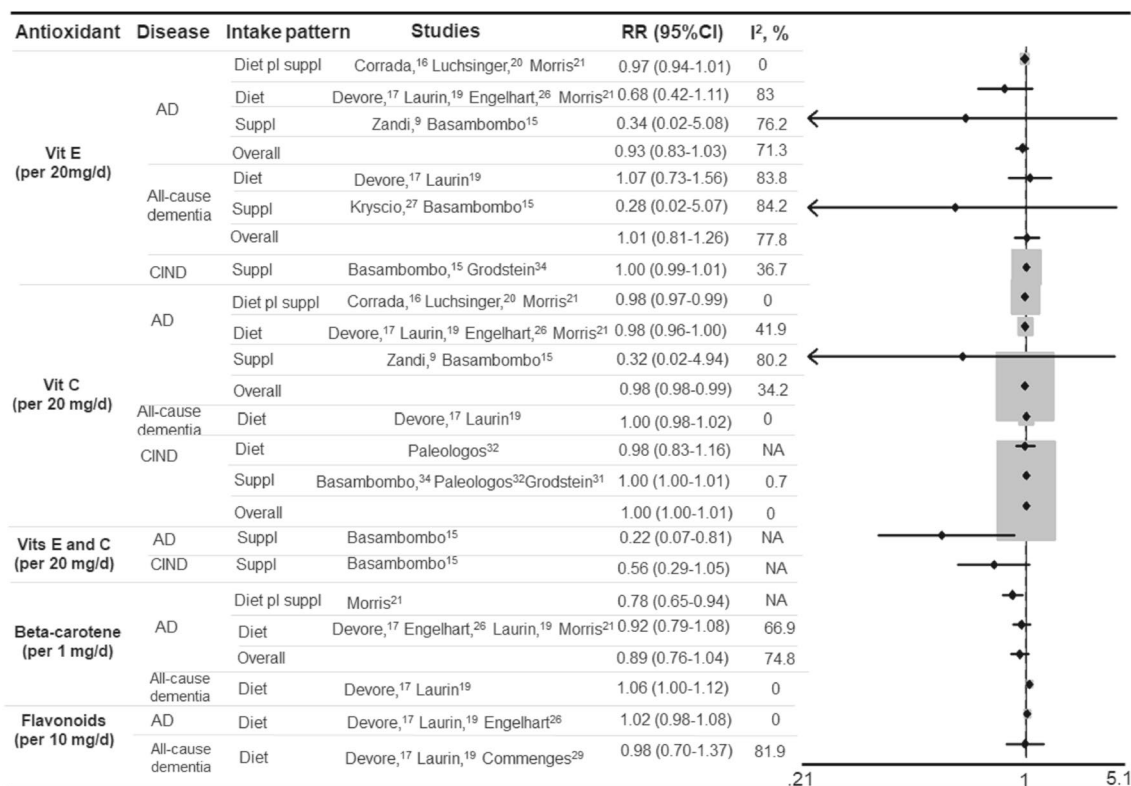 Antioxidant Disease Intake pattern Studies RR (95%CI) I², %
Diet pl suppl Corrada,¹⁶ Luchsinger,²⁰ Morris²¹ 0.97 (0.94-1.01) 0
AD Diet Devore,¹⁷ Laurin,¹⁹ Engelhart,²⁶ Morris²¹ 0.68 (0.42-1.11) 83
Suppl Zandi,⁹ Basambombo¹⁵ 0.34 (0.02-5.08) 76.2
Vit E
(per 20mg/d)
Overall 0.93 (0.83-1.03) 71.3
Diet Devore,¹⁷ Laurin¹⁹ 1.07 (0.73-1.56) 83.8
All-cause
dementia
Suppl Kryscio,²⁷ Basambombo¹⁵ 0.28 (0.02-5.07) 84.2
Overall 1.01 (0.81-1.26) 77.8
CIND Suppl Basambombo,¹⁵ Grodstein³⁴ 1.00 (0.99-1.01) 36.7
Diet pl suppl Corrada,¹⁶ Luchsinger,²⁰ Morris²¹ 0.98 (0.97-0.99) 0
AD Diet Devore,¹⁷ Laurin,¹⁹ Engelhart,²⁶ Morris²¹ 0.98 (0.96-1.00) 41.9
Suppl Zandi,⁹ Basambombo¹⁵ 0.32 (0.02-4.94) 80.2
Vit C
(per 20 mg/d)
Overall 0.98 (0.98-0.99) 34.2
All-cause
dementia
Diet Devore,¹⁷ Laurin¹⁹ 1.00 (0.98-1.02) 0
CIND Diet Paleologos³² 0.98 (0.83-1.16) NA
Suppl Basambombo,³⁴ Paleologos³²Grodstein³¹ 1.00 (1.00-1.01) 0.7
Overall 1.00 (1.00-1.01) 0
Vits E and C
(per 20 mg/d)
AD Suppl Basambombo¹⁵ 0.22 (0.07-0.81) NA
CIND Suppl Basambombo¹⁵ 0.56 (0.29-1.05) NA
Diet pl suppl Morris²¹ 0.78 (0.65-0.94) NA
Beta-carotene
(per 1 mg/d)
AD Diet Devore,¹⁷ Engelhart,²⁶ Laurin,¹⁹ Morris²¹ 0.92 (0.79-1.08) 66.9
Overall 0.89 (0.76-1.04) 74.8
All-cause
dementia
Diet Devore,¹⁷ Laurin¹⁹ 1.06 (1.00-1.12) 0
Flavonoids
(per 10 mg/d)
AD Diet Devore,¹⁷ Laurin,¹⁹ Engelhart²⁶ 1.02 (0.98-1.08) 0
All-cause
dementia
Diet Devore,¹⁷ Laurin,¹⁹ Commenges²⁹ 0.98 (0.70-1.37) 81.9
.21 1 5.1